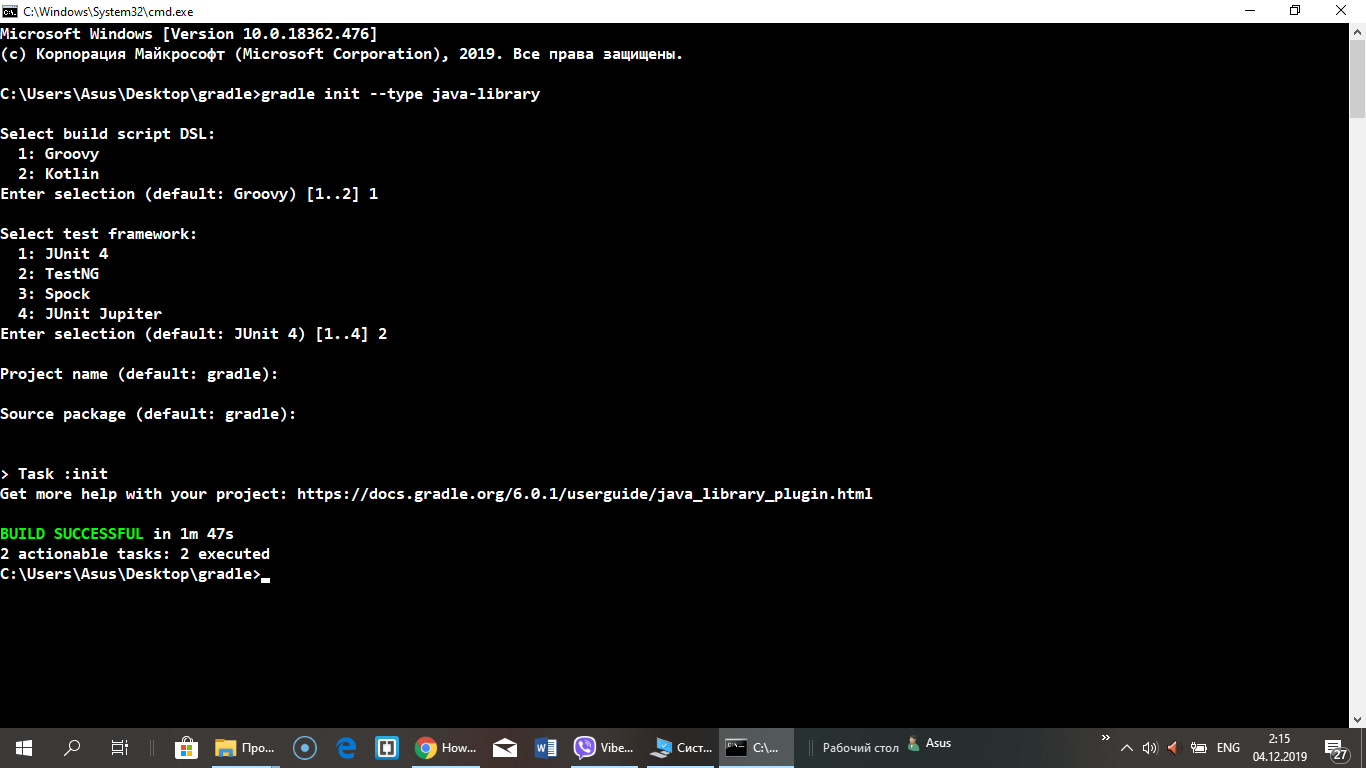 C:\Windows\System32\cmd.exe
Microsoft Windows [Version 10.0.18362.476]
(c) Корпорация Майкрософт (Microsoft Corporation), 2019. Все права защищены.
C:\Users\Asus\Desktop\gradle>gradle init --type java-library
Select build script DSL:
1: Groovy
2: Kotlin
Enter selection (default: Groovy) [1..2] 1
Select test framework:
1: JUnit 4
2: TestNG
3: Spock
4: JUnit Jupiter
Enter selection (default: JUnit 4) [1..4] 2
Project name (default: gradle):
Source package (default: gradle):
> Task :init
Get more help with your project: https://docs.gradle.org/6.0.1/userguide/java_library_plugin.html
BUILD SUCCESSFUL in 1m 47s
2 actionable tasks: 2 executed
C:\Users\Asus\Desktop\gradle>
Про... How... Vibe... Сист... C:\... Рабочий стол Asus » ENG 2:15
04.12.2019 27